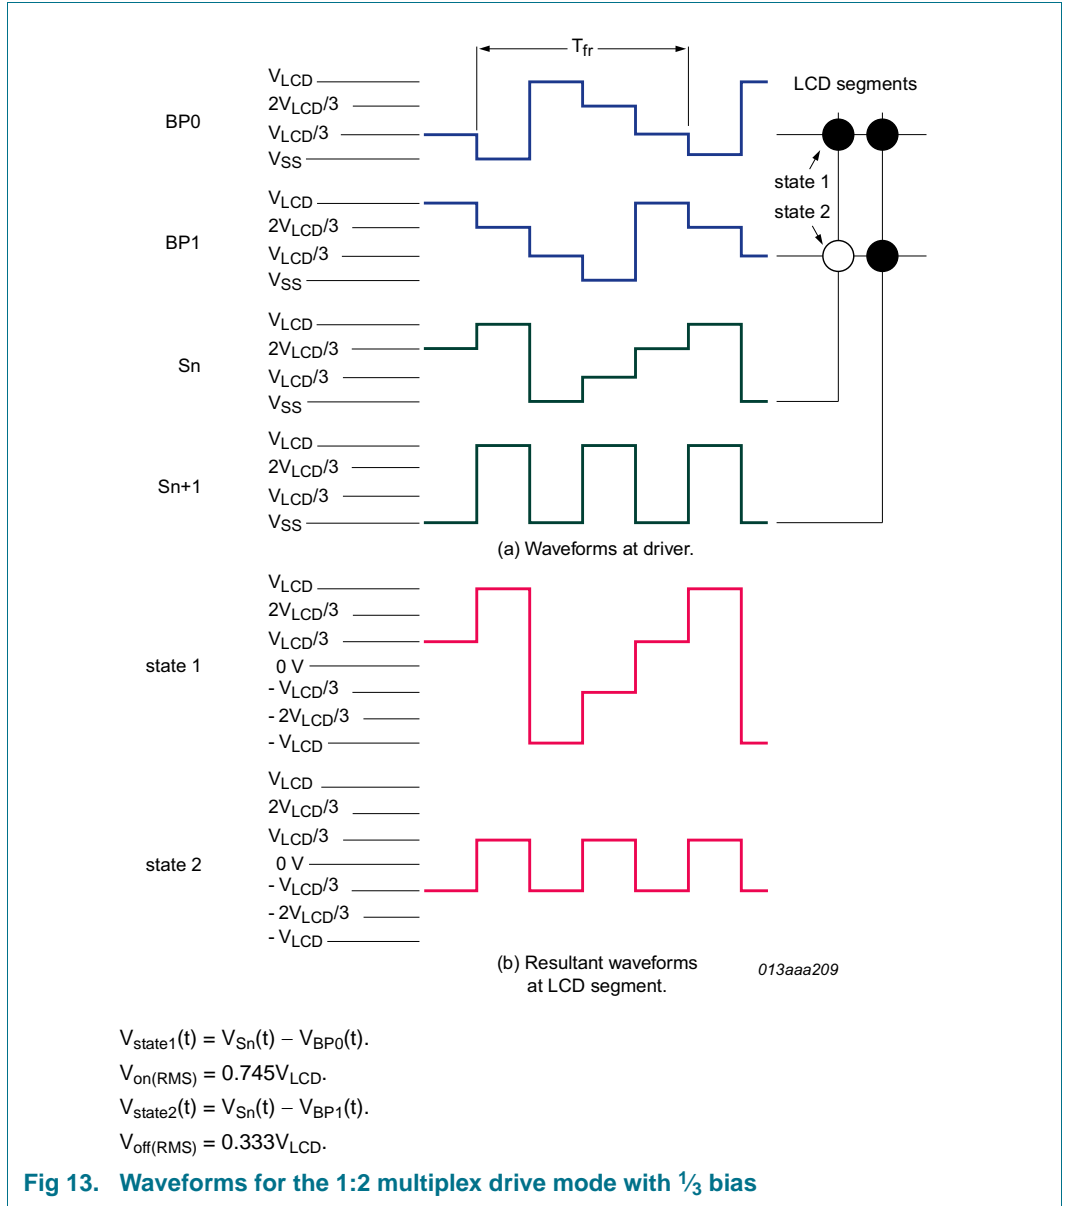 Tfr
VLCD
2VLCD/3
BP0
VLCD/3
VSS
LCD segments
state 1
state 2
VLCD
2VLCD/3
BP1
VLCD/3
VSS
VLCD
2VLCD/3
Sn
VLCD/3
VSS
VLCD
2VLCD/3
Sn+1
VLCD/3
VSS
(a) Waveforms at driver.
VLCD
2VLCD/3
VLCD/3
state 1
0 V
- VLCD/3
- 2VLCD/3
- VLCD
VLCD
2VLCD/3
VLCD/3
state 2
0 V
- VLCD/3
- 2VLCD/3
- VLCD
(b) Resultant waveforms
at LCD segment.
013aaa209
Vstate1(t) = VSn(t) − VBP0(t).
Von(RMS) = 0.745VLCD.
Vstate2(t) = VSn(t) − VBP1(t).
Voff(RMS) = 0.333VLCD.
Fig 13. Waveforms for the 1:2 multiplex drive mode with 1⁄3 bias